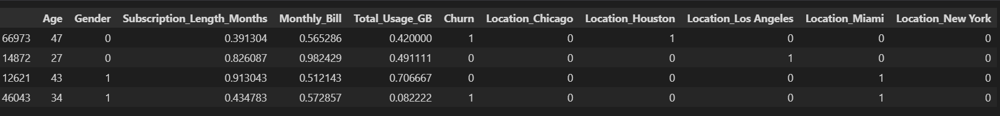 Age Gender Subscription_Length_Months Monthly_Bill Total_Usage_GB Churn Location_Chicago Location_Houston Location_Los Angeles Location_Miami Location_New York
66973 47 0 0.391304 0.565286 0.420000 1 0 1 0 0 0
14872 27 0 0.826087 0.982429 0.491111 0 0 0 1 0 0
12621 43 1 0.913043 0.512143 0.706667 0 0 0 0 1 0
46043 34 1 0.434783 0.572857 0.082222 1 0 0 0 1 0